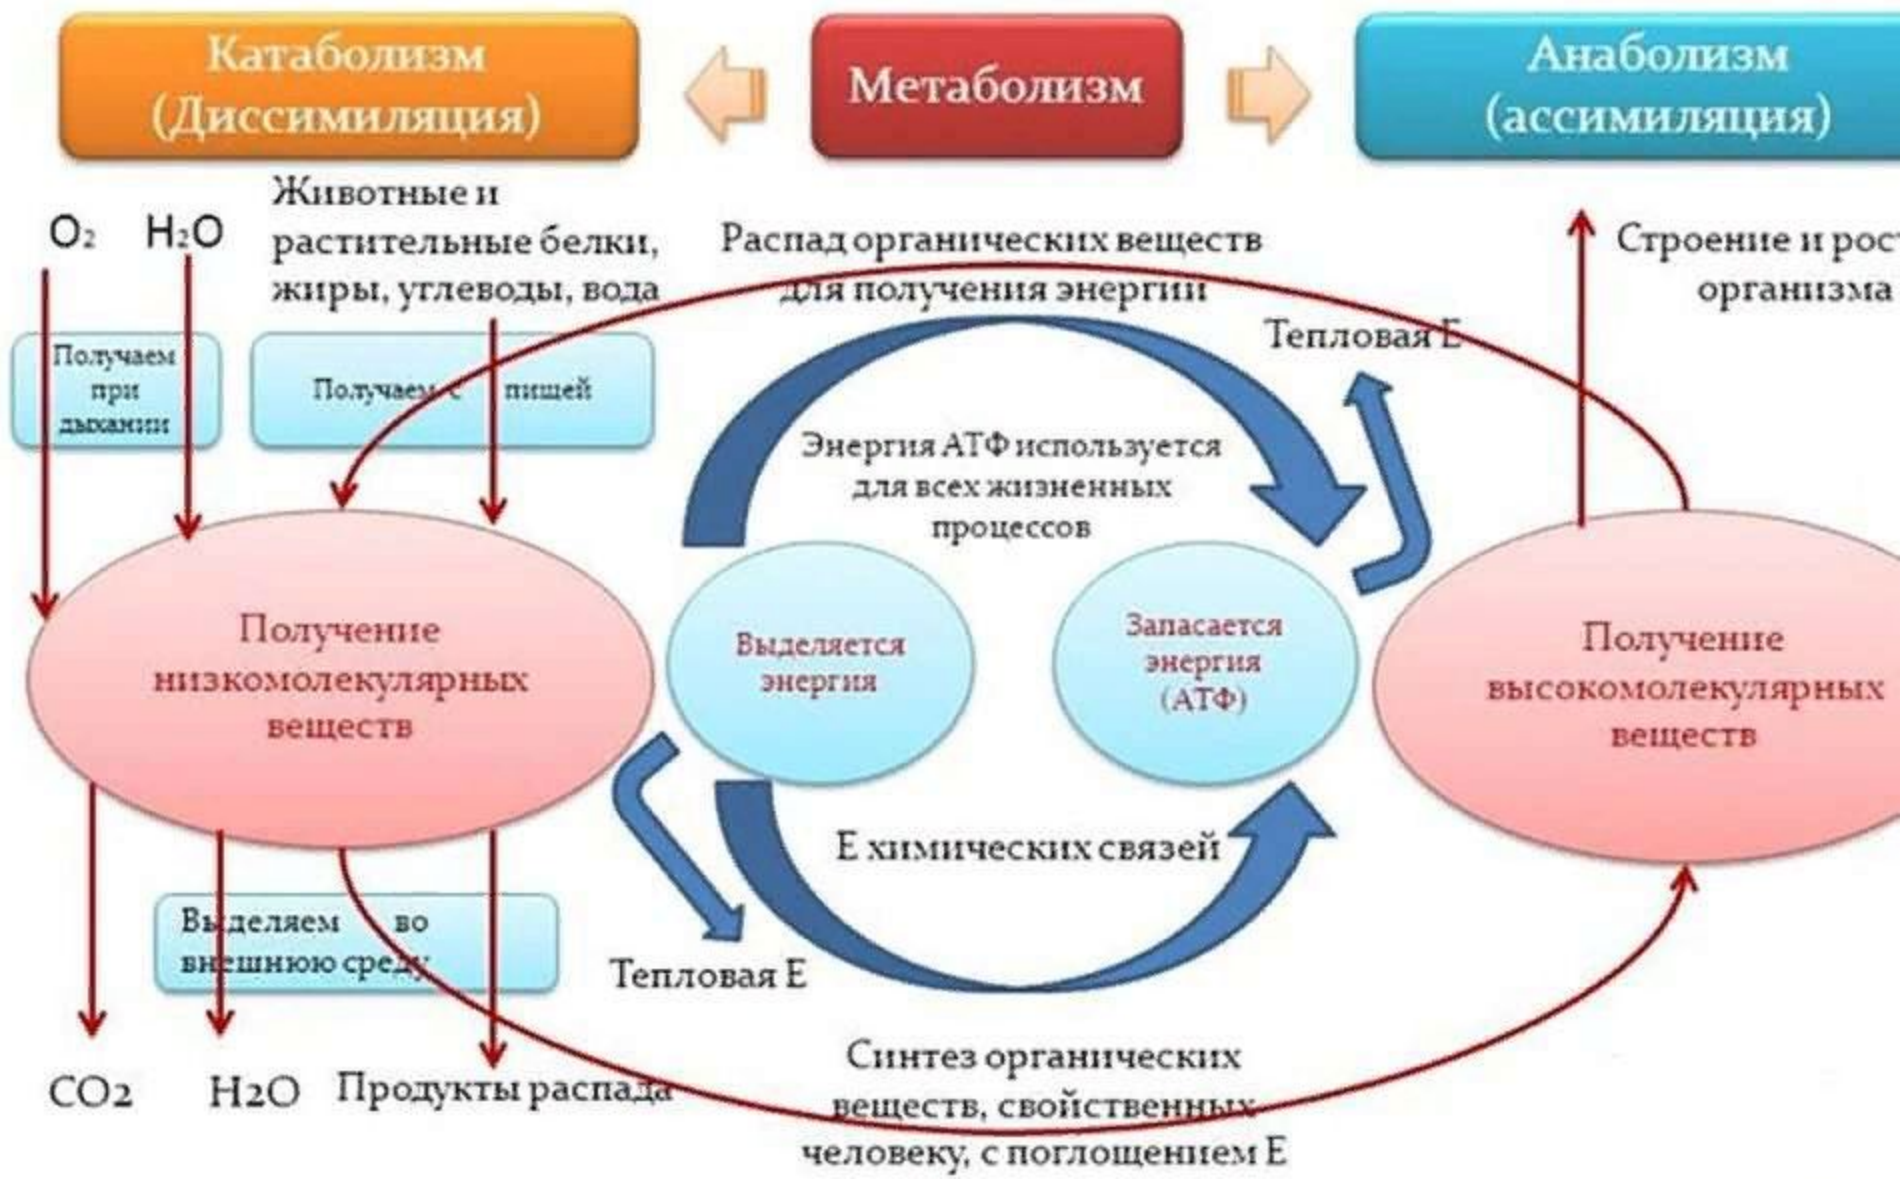 Катаболизм
(Диссимиляция)
Метаболизм
Анаболизм
(ассимиляция)
O₂
H₂O
Животные и
растительные белки,
жиры, углеводы, вода
Распад органических веществ
для получения энергии
Строение и рос
организма
Получаем
при
дыхании
Получаем с пищей
Тепловая Е
Энергия АТФ используется
для всех жизненных
процессов
Получение
низкомолекулярных
веществ
Выделяется
энергия
Запасается
энергия
(АТФ)
Получение
высокомолекулярных
веществ
Е химических связей
Выделяем во
внешнюю среду
Тепловая Е
CO2
H2O
Продукты распада
Синтез органических
веществ, свойственных
человеку, с поглощением Е